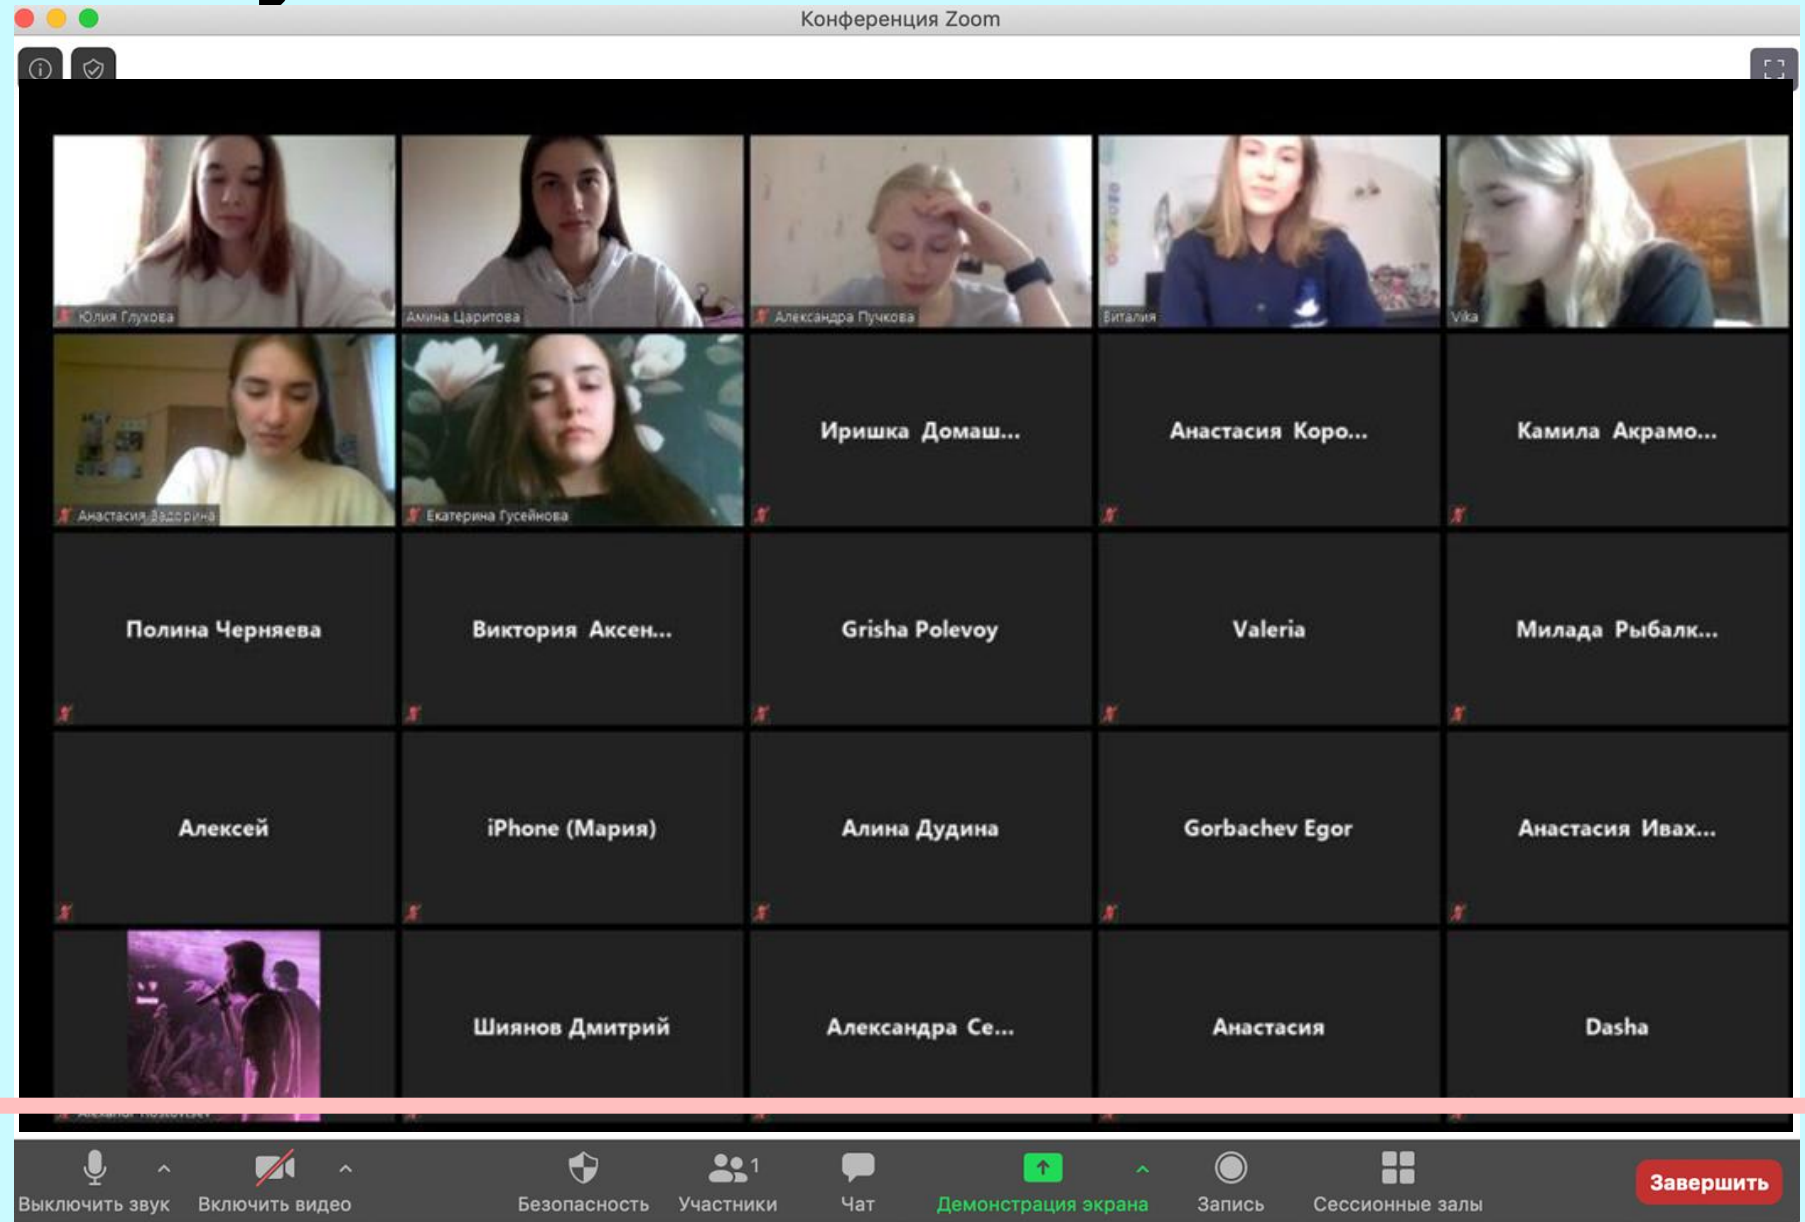 Конференция Zoom
Юлия Глухова
Амина Царитова
Александра Пучкова
Виталия
Vika
Анастасия Задорина
Екатерина Гусейнова
Иришка Домаш...
Анастасия Коро...
Камила Акрамо...
Полина Черняева
Виктория Аксен...
Grisha Polevoy
Valeria
Милада Рыбалк...
Алексей
iPhone (Мария)
Алина Дудина
Gorbachev Egor
Анастасия Ивах...
Шиянов Дмитрий
Александра Се...
Анастасия
Dasha
1
Выключить звук
Включить видео
Безопасность
Участники
Чат
Демонстрация экрана
Запись
Сессионные залы
Завершить